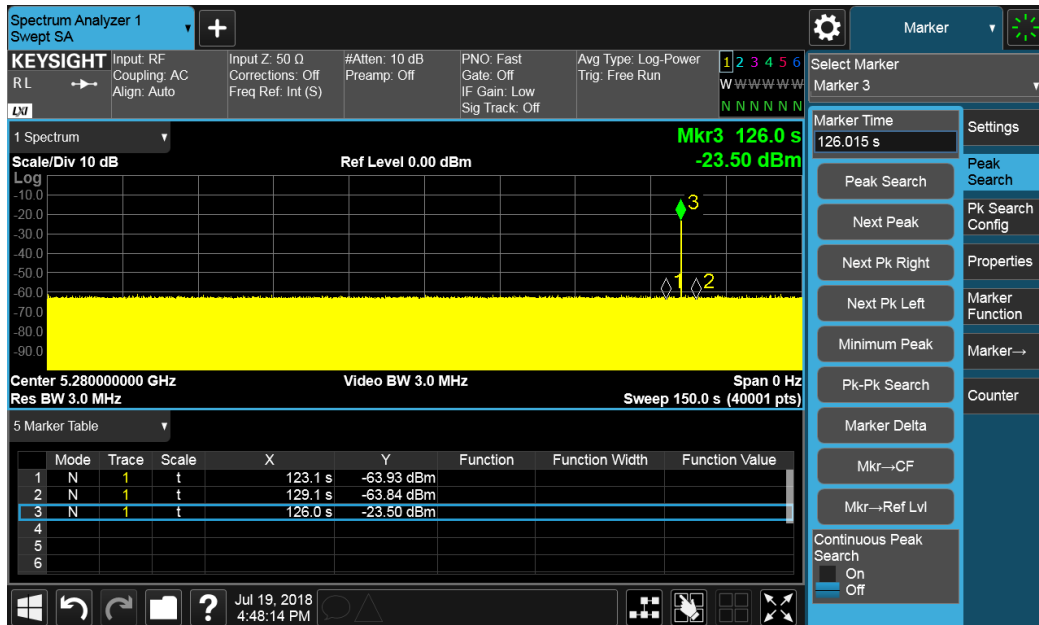 Spectrum Analyzer 1
Swept SA
+
Marker
KEYSIGHT
RL
LXI
Input: RF
Coupling: AC
Align: Auto
Input Z: 50 Ω
Corrections: Off
Freq Ref: Int (S)
#Atten: 10 dB
Preamp: Off
PNO: Fast
Gate: Off
IF Gain: Low
Sig Track: Off
Avg Type: Log-Power
Trig: Free Run
1 2 3 4 5 6
W W W W W W
N N N N N N
Select Marker
Marker 3
1 Spectrum
Mkr3 126.0 s
Scale/Div 10 dB
Ref Level 0.00 dBm
-23.50 dBm
Log
-10.0
-20.0
-30.0
-40.0
-50.0
-60.0
-70.0
-80.0
-90.0
3
1
2
Center 5.280000000 GHz
Video BW 3.0 MHz
Span 0 Hz
Res BW 3.0 MHz
Sweep 150.0 s (40001 pts)
5 Marker Table
Mode Trace Scale X Y Function Function Width Function Value
1 N 1 t 123.1 s -63.93 dBm
2 N 1 t 129.1 s -63.84 dBm
3 N 1 t 126.0 s -23.50 dBm
4
5
6
Marker Time
126.015 s
Peak Search
Next Peak
Next Pk Right
Next Pk Left
Minimum Peak
Pk-Pk Search
Marker Delta
Mkr→CF
Mkr→Ref Lvl
Continuous Peak
Search
On
Off
Settings
Peak
Search
Pk Search
Config
Properties
Marker
Function
Marker→
Counter
?
Jul 19, 2018
4:48:14 PM